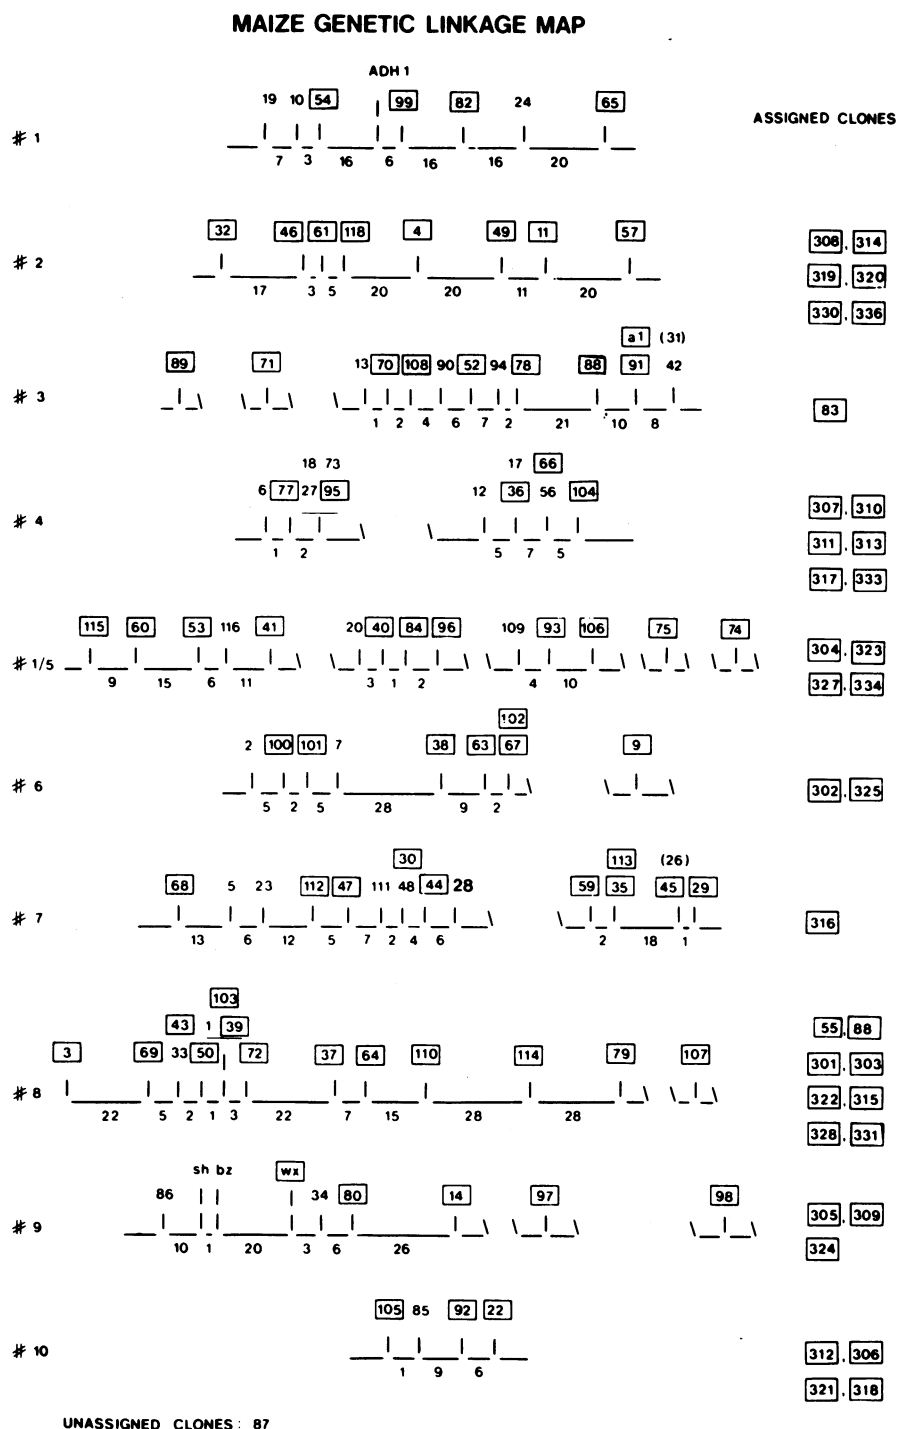 MAIZE GENETIC LINKAGE MAP
ADH 1
19 10 54 99 82 24 65
ASSIGNED CLONES
# 1
7 3 16 6 16 16 20
32 46 61 118 4 49 11 57
308, 314
# 2
319, 320
17 3 5 20 20 11 20
330, 336
a1 (31)
89 71 13 70 108 90 52 94 78 88 91 42
# 3
83
1 2 4 6 7 2 21 10 8
18 73 17 66
6 77 27 95 12 36 56 104
307, 310
# 4
311, 313
1 2 5 7 5
317, 333
115 60 53 116 41 20 40 84 96 109 93 106 75 74
304, 323
# 1/5
9 15 6 11 3 1 2 4 10
327, 334
102
2 100 101 7 38 63 67 9
# 6
302, 325
5 2 5 28 9 2
30 113 (26)
68 5 23 112 47 111 48 44 28 59 35 45 29
# 7
316
13 6 12 5 7 2 4 6 2 18 1
103
43 1 39
55, 88
3 69 33 50 72 37 64 110 114 79 107
301, 303
# 8
322, 315
22 5 2 1 3 22 7 15 28 28
328, 331
sh bz wx
86 34 80 14 97 98
305, 309
# 9
324
10 1 20 3 6 26
105 85 92 22
# 10
312, 306
1 9 6
321, 318
UNASSIGNED CLONES: 87